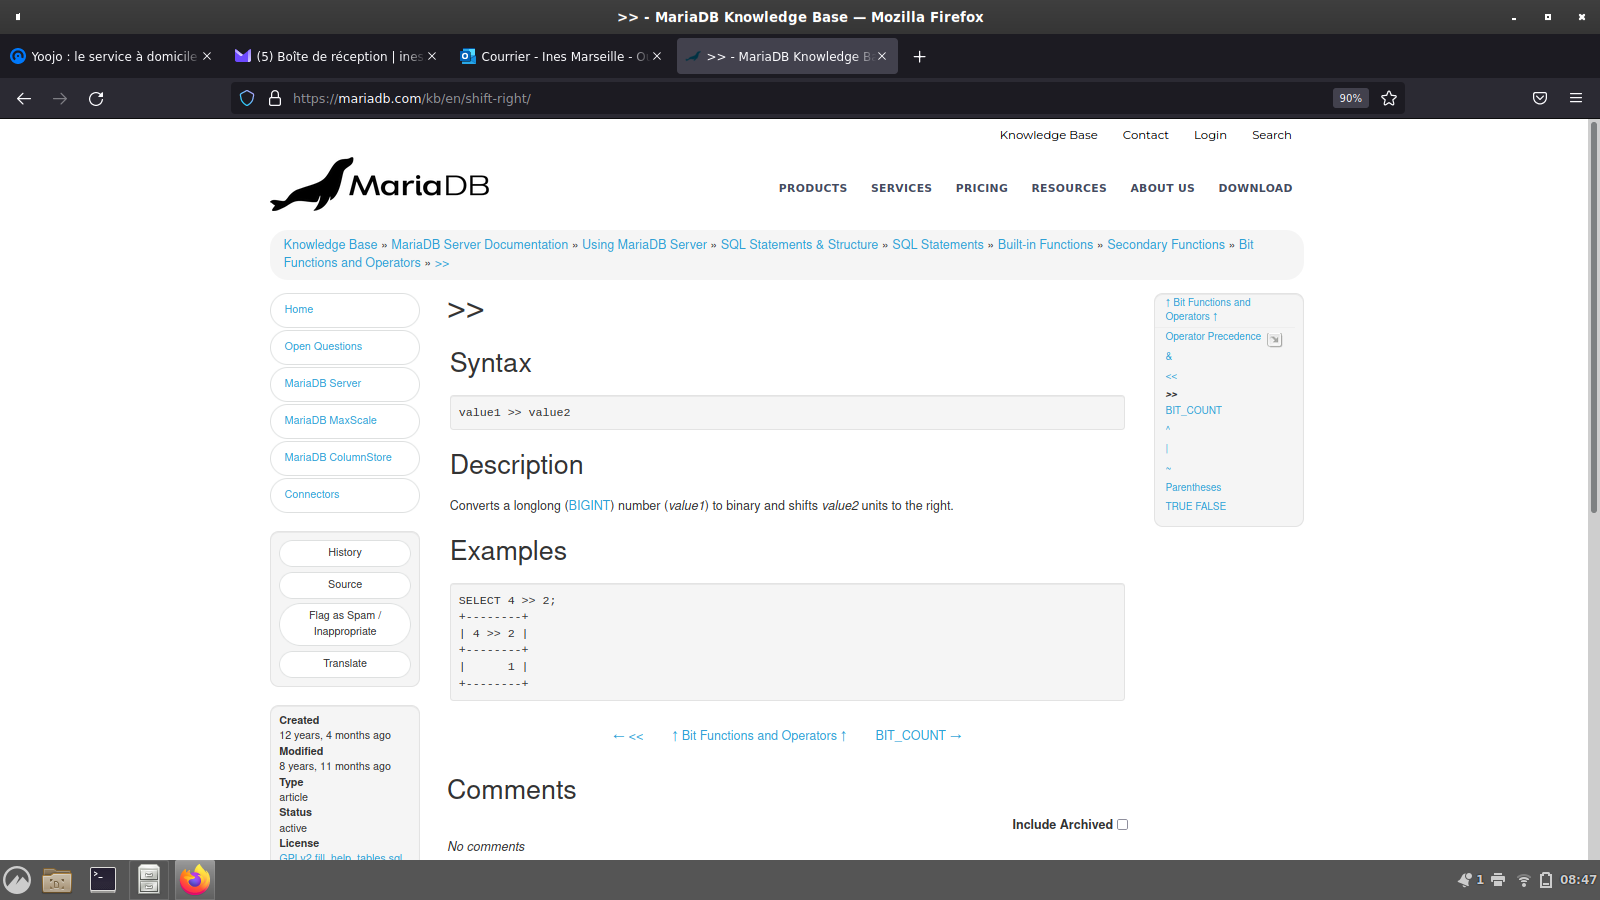 >> - MariaDB Knowledge Base — Mozilla Firefox
Yoojo : le service à domicile
(5) Boîte de réception | ines
Courrier - Ines Marseille - O
>> - MariaDB Knowledge B
https://mariadb.com/kb/en/shift-right/
90%
Knowledge Base Contact Login Search
MariaDB
PRODUCTS SERVICES PRICING RESOURCES ABOUT US DOWNLOAD
Knowledge Base » MariaDB Server Documentation » Using MariaDB Server » SQL Statements & Structure » SQL Statements » Built-in Functions » Secondary Functions » Bit
Functions and Operators » >>
Home
Open Questions
MariaDB Server
MariaDB MaxScale
MariaDB ColumnStore
Connectors
History
Source
Flag as Spam /
Inappropriate
Translate
Created
12 years, 4 months ago
Modified
8 years, 11 months ago
Type
article
Status
active
License
GPLv2 fill_help_tables.sql
>>
Syntax
value1 >> value2
Description
Converts a longlong (BIGINT) number (value1) to binary and shifts value2 units to the right.
Examples
SELECT 4 >> 2;
+--------+
| 4 >> 2 |
+--------+
|      1 |
+--------+
← << ↑ Bit Functions and Operators ↑ BIT_COUNT →
Comments
Include Archived
No comments
↑ Bit Functions and
Operators ↑
Operator Precedence
&
<<
>>
BIT_COUNT
^
|
~
Parentheses
TRUE FALSE
1
08:47